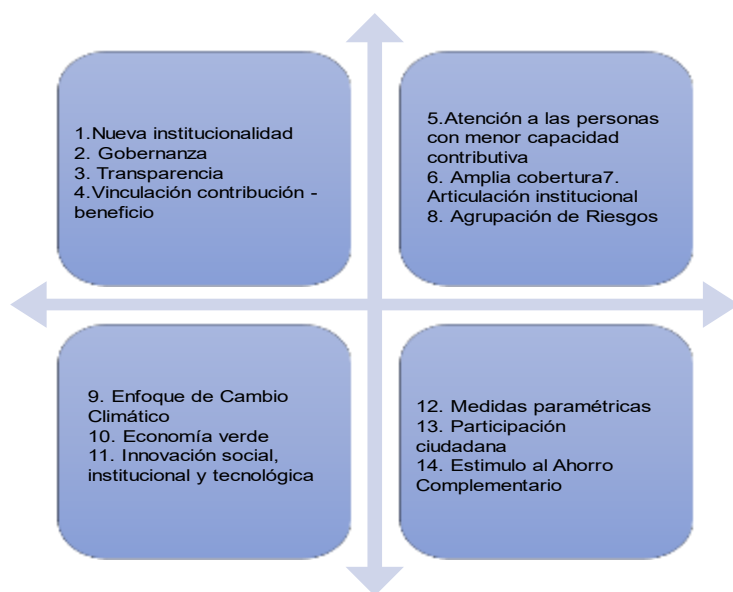 1.Nueva institucionalidad
2. Gobernanza
3. Transparencia
4.Vinculación contribución -
beneficio
5.Atención a las personas
con menor capacidad
contributiva
6. Amplia cobertura7.
Articulación institucional
8. Agrupación de Riesgos
9. Enfoque de Cambio
Climático
10. Economía verde
11. Innovación social,
institucional y tecnológica
12. Medidas paramétricas
13. Participación
ciudadana
14. Estimulo al Ahorro
Complementario